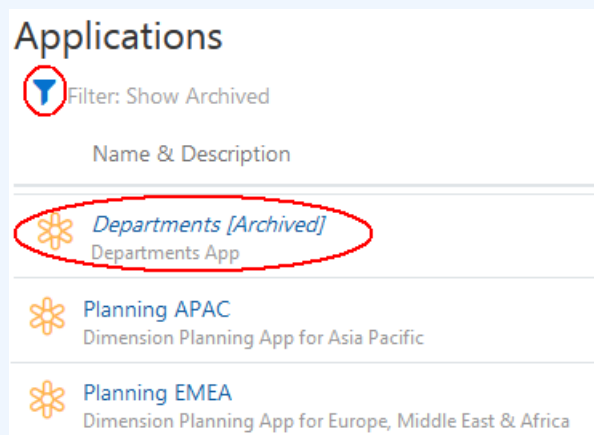 Applications
Filter: Show Archived
Name & Description
Departments [Archived]
Departments App
Planning APAC
Dimension Planning App for Asia Pacific
Planning EMEA
Dimension Planning App for Europe, Middle East & Africa